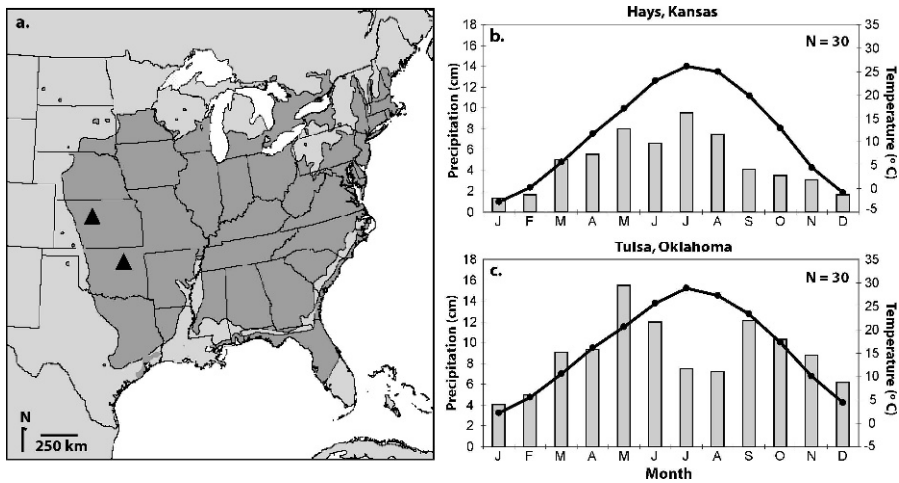 a.
N
250 km
Hays, Kansas
b.
N = 30
Precipitation (cm)
18
16
14
12
10
8
6
4
2
0
Temperature (° C)
35
30
25
20
15
10
5
0
-5
J F M A M J J A S O N D
Tulsa, Oklahoma
c.
N = 30
Precipitation (cm)
18
16
14
12
10
8
6
4
2
0
Temperature (° C)
35
30
25
20
15
10
5
0
-5
J F M A M J J A S O N D
Month